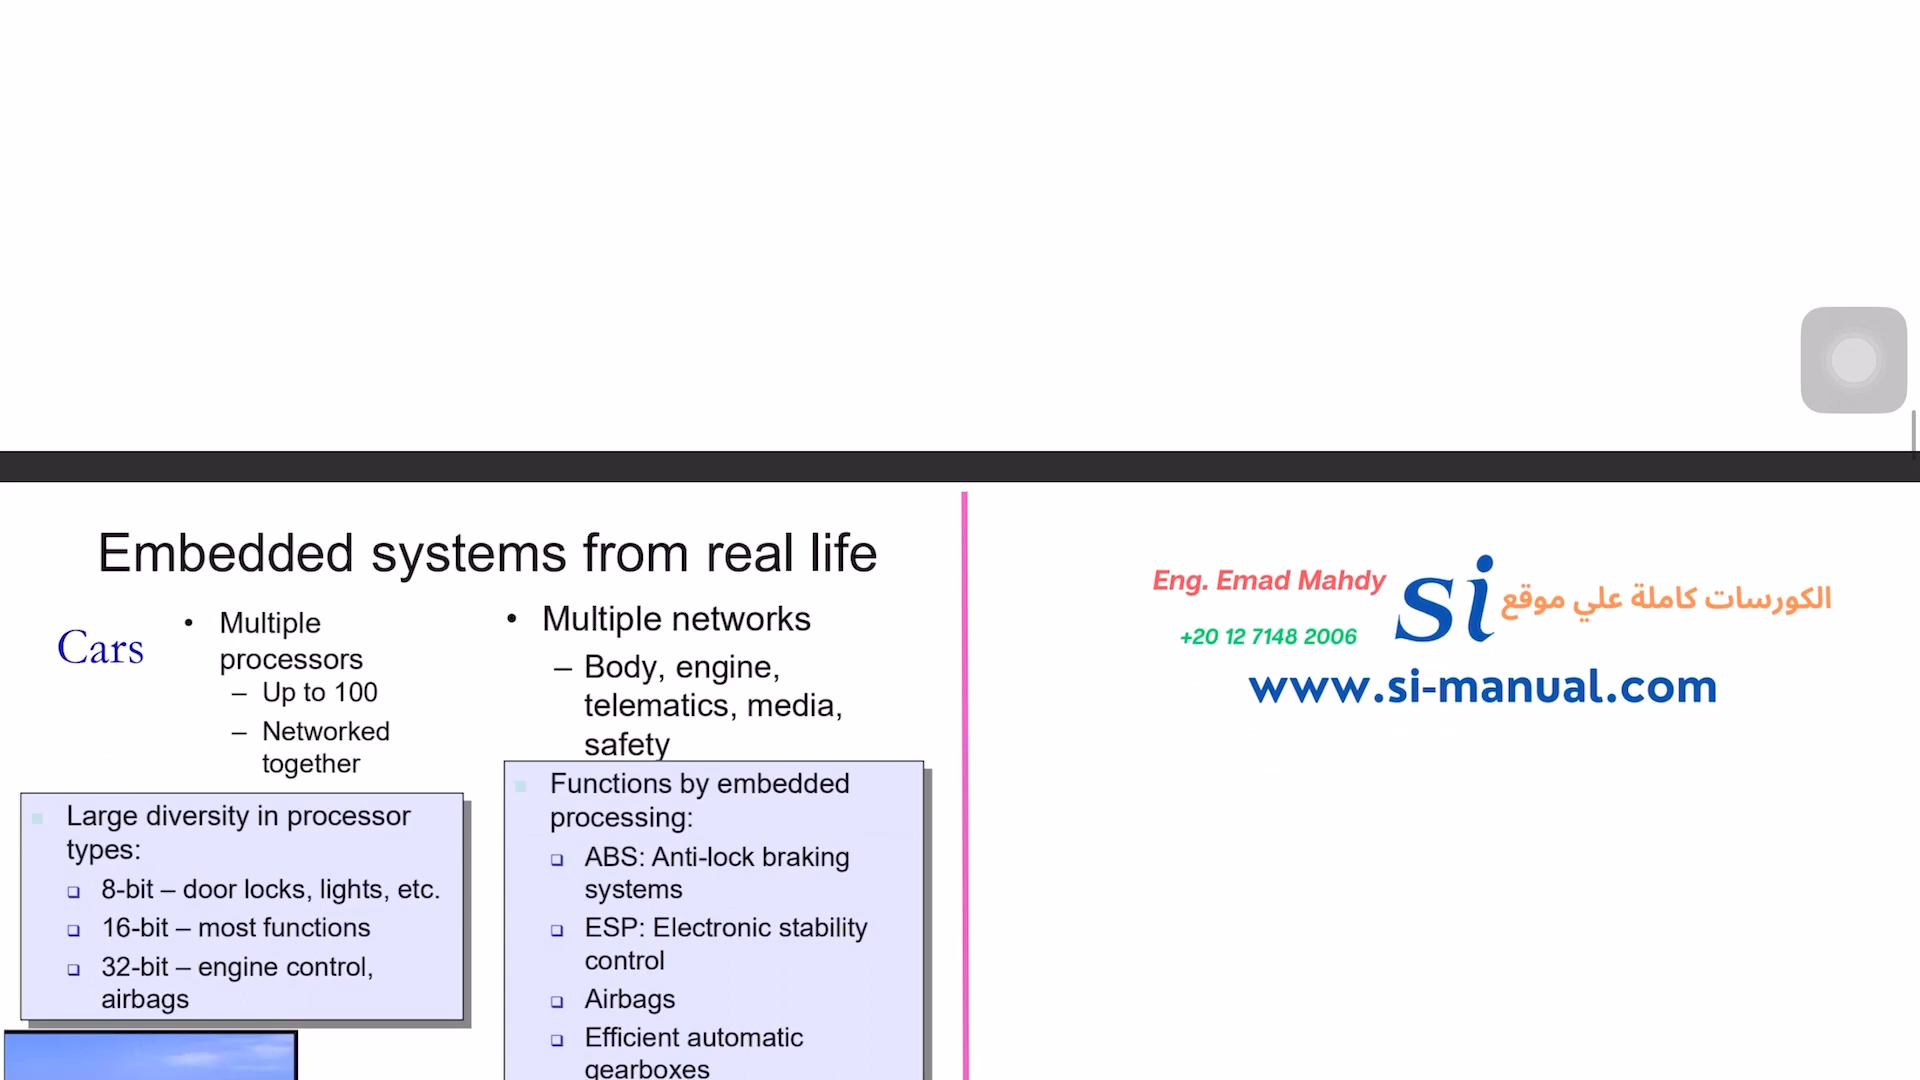 Embedded systems from real life
Cars
• Multiple
processors
– Up to 100
– Networked
together
• Multiple networks
– Body, engine,
telematics, media,
safety
Large diversity in processor
types:
8-bit – door locks, lights, etc.
16-bit – most functions
32-bit – engine control,
airbags
Functions by embedded
processing:
ABS: Anti-lock braking
systems
ESP: Electronic stability
control
Airbags
Efficient automatic
gearboxes
Eng. Emad Mahdy
+20 12 7148 2006
si
الكورسات كاملة علي موقع
www.si-manual.com